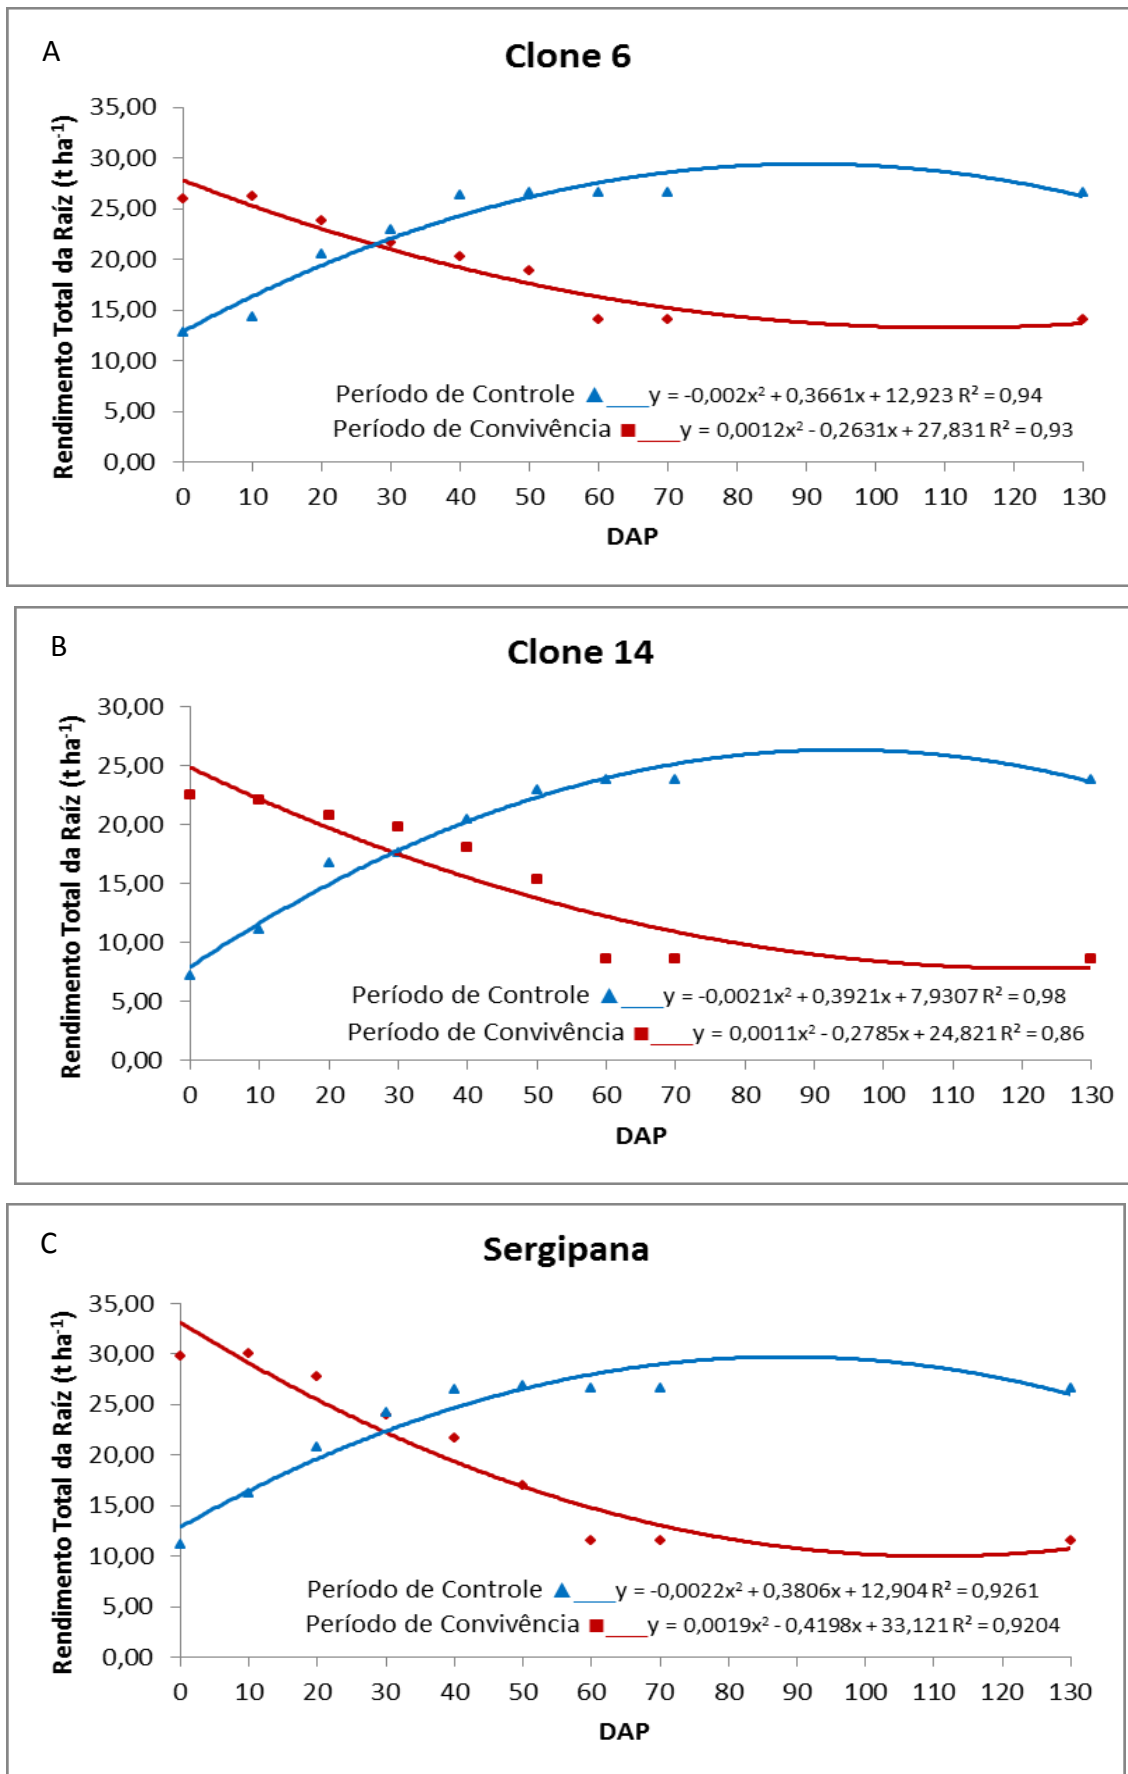 A
Clone 6
Rendimento Total da Raíz (t ha⁻¹)
35,00
30,00
25,00
20,00
15,00
10,00
5,00
0,00
Período de Controle ▲____y = -0,002x² + 0,3661x + 12,923 R² = 0,94
Período de Convivência ■____y = 0,0012x² - 0,2631x + 27,831 R² = 0,93
0 10 20 30 40 50 60 70 80 90 100 110 120 130
DAP
B
Clone 14
Rendimento Total da Raíz (t ha⁻¹)
30,00
25,00
20,00
15,00
10,00
5,00
0,00
Período de Controle ▲____y = -0,0021x² + 0,3921x + 7,9307 R² = 0,98
Período de Convivência ■____y = 0,0011x² - 0,2785x + 24,821 R² = 0,86
0 10 20 30 40 50 60 70 80 90 100 110 120 130
DAP
C
Sergipana
Rendimento Total da Raíz (t ha⁻¹)
35,00
30,00
25,00
20,00
15,00
10,00
5,00
0,00
Período de Controle ▲____y = -0,0022x² + 0,3806x + 12,904 R² = 0,9261
Período de Convivência ■____y = 0,0019x² - 0,4198x + 33,121 R² = 0,9204
0 10 20 30 40 50 60 70 80 90 100 110 120 130
DAP